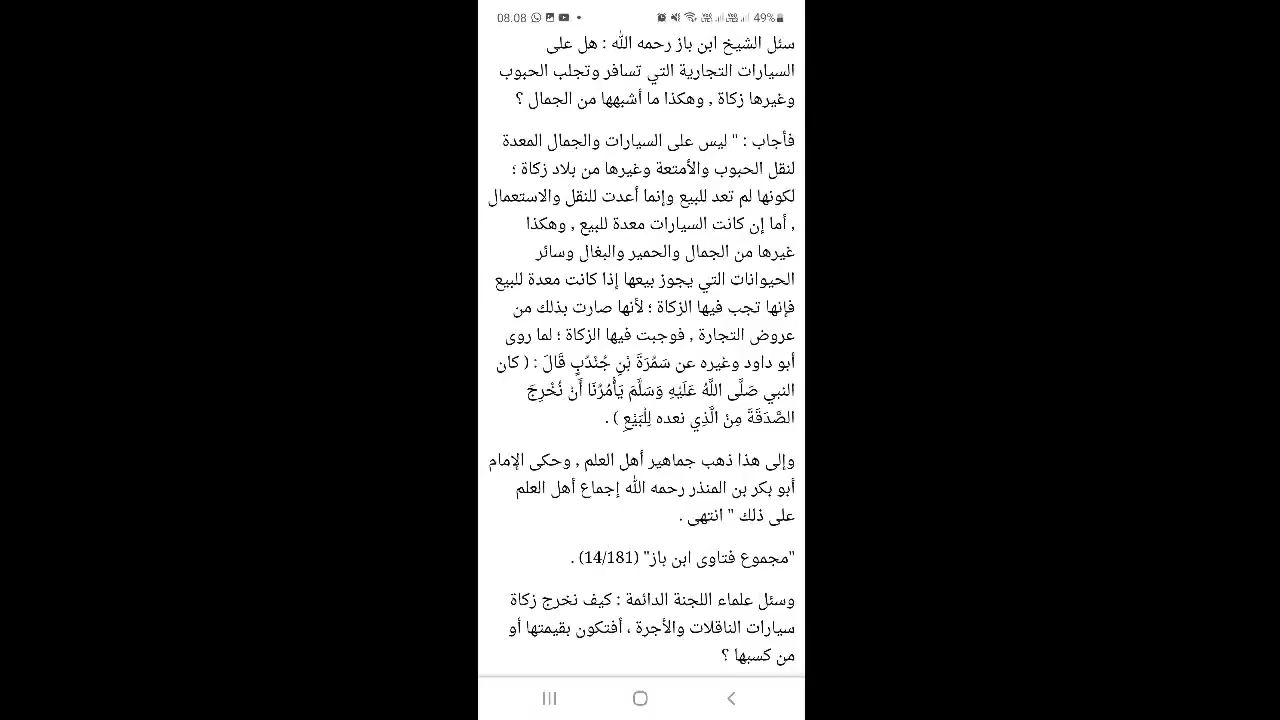 08.08
49%
سئل الشيخ ابن باز رحمه الله : هل على
السيارات التجارية التي تسافر وتجلب الحبوب
وغيرها زكاة , وهكذا ما أشبهها من الجمال ؟
فأجاب : " ليس على السيارات والجمال المعدة
لنقل الحبوب والأمتعة وغيرها من بلاد زكاة ؛
لكونها لم تعد للبيع وإنما أعدت للنقل والاستعمال
, أما إن كانت السيارات معدة للبيع , وهكذا
غيرها من الجمال والحمير والبغال وسائر
الحيوانات التي يجوز بيعها إذا كانت معدة للبيع
فإنها تجب فيها الزكاة ؛ لأنها صارت بذلك من
عروض التجارة , فوجبت فيها الزكاة ؛ لما روى
أبو داود وغيره عن سَمُرَةَ بْنِ جُنْدُبٍ قَالَ : ( كان
النبي صَلَّى اللَّهُ عَلَيْهِ وَسَلَّمَ يَأْمُرُنَا أَنْ نُخْرِجَ
الصَّدَقَةَ مِنْ الَّذِي نعده لِلْبَيْعِ ) .
وإلى هذا ذهب جماهير أهل العلم , وحكى الإمام
أبو بكر بن المنذر رحمه الله إجماع أهل العلم
على ذلك " انتهى .
"مجموع فتاوى ابن باز" (14/181) .
وسئل علماء اللجنة الدائمة : كيف نخرج زكاة
سيارات الناقلات والأجرة ، أفتكون بقيمتها أو
من كسبها ؟